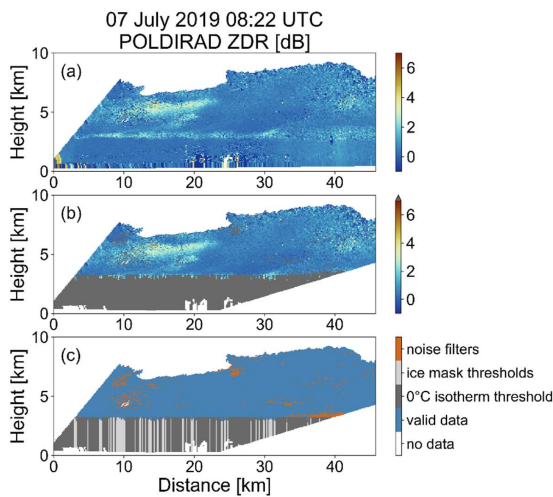 07 July 2019 08:22 UTC
POLDIRAD ZDR [dB]
(a)
Height [km]
10
5
0
0 10 20 30 40
6
4
2
0
(b)
Height [km]
10
5
0
0 10 20 30 40
6
4
2
0
(c)
Height [km]
10
5
0
0 10 20 30 40
Distance [km]
noise filters
ice mask thresholds
0°C isotherm threshold
valid data
no data